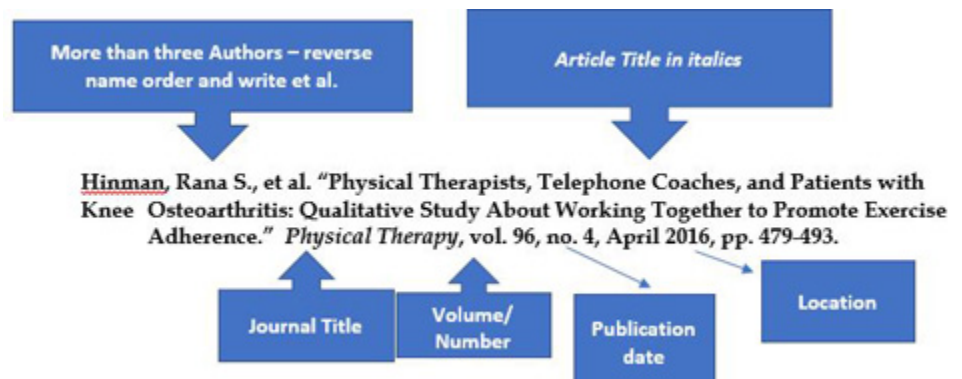 More than three Authors – reverse
name order and write et al.
Article Title in italics
Hinman, Rana S., et al. “Physical Therapists, Telephone Coaches, and Patients with
Knee Osteoarthritis: Qualitative Study About Working Together to Promote Exercise
Adherence.” Physical Therapy, vol. 96, no. 4, April 2016, pp. 479-493.
Journal Title
Volume/
Number
Publication
date
Location